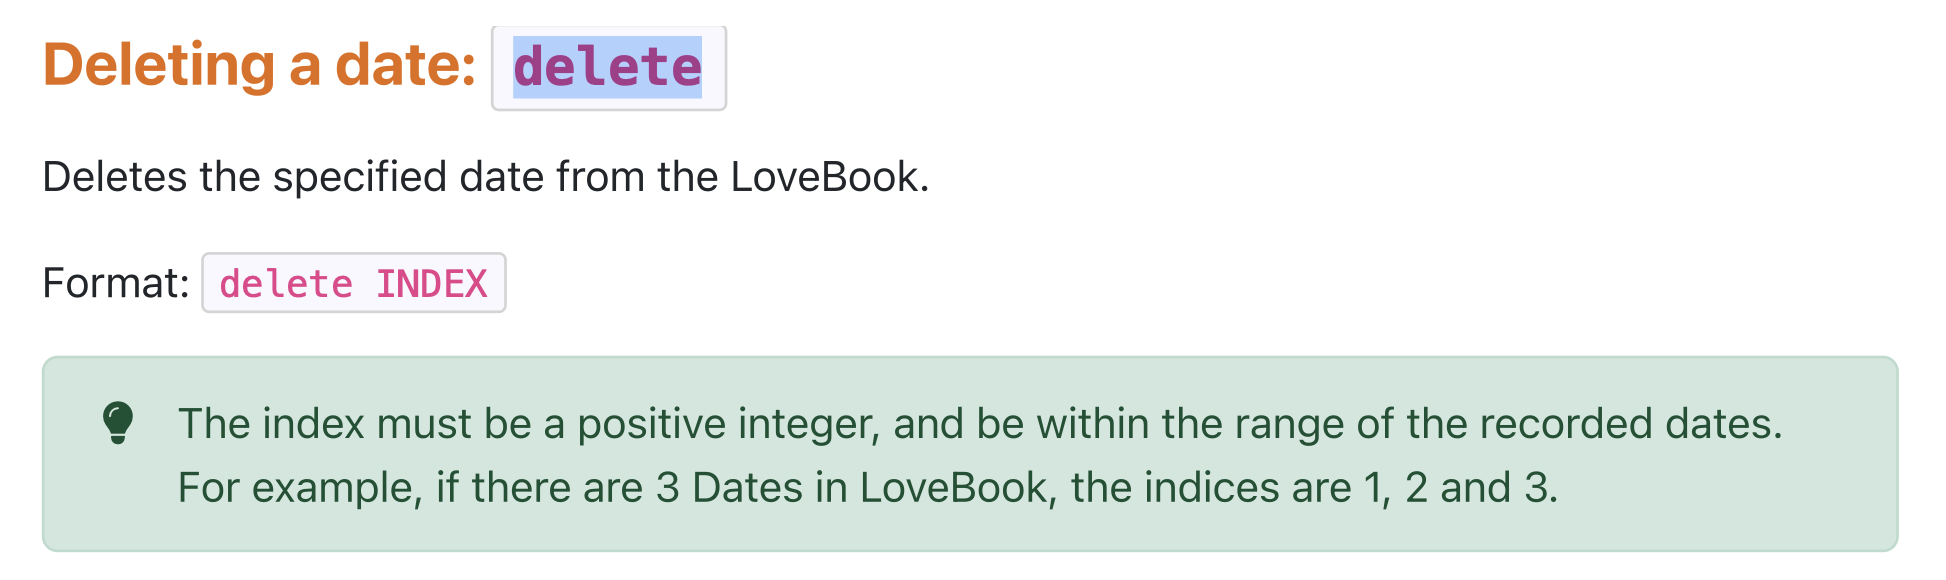 Deleting a date: delete
Deletes the specified date from the LoveBook.
Format: delete INDEX
The index must be a positive integer, and be within the range of the recorded dates.
For example, if there are 3 Dates in LoveBook, the indices are 1, 2 and 3.